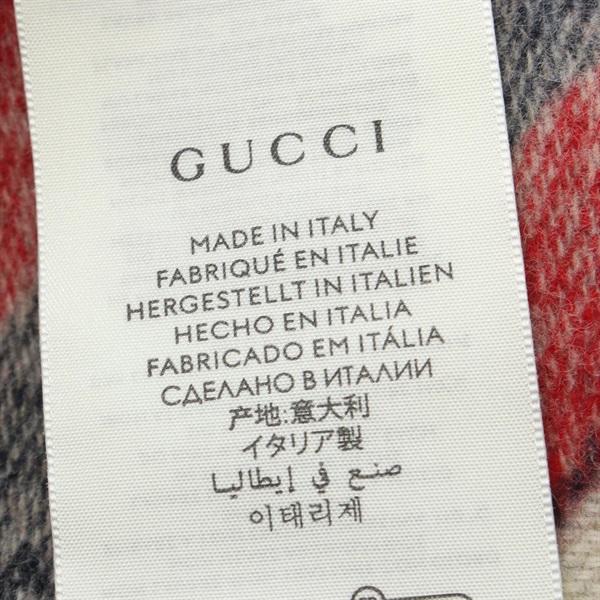 GUCCI
MADE IN ITALY
FABRIQUÉ EN ITALIE
HERGESTELLT IN ITALIEN
HECHO EN ITALIA
FABRICADO EM ITÁLIA
СДЕЛАНО В ИТАЛИИ
产地:意大利
イタリア製
صنع في إيطاليا
이태리제